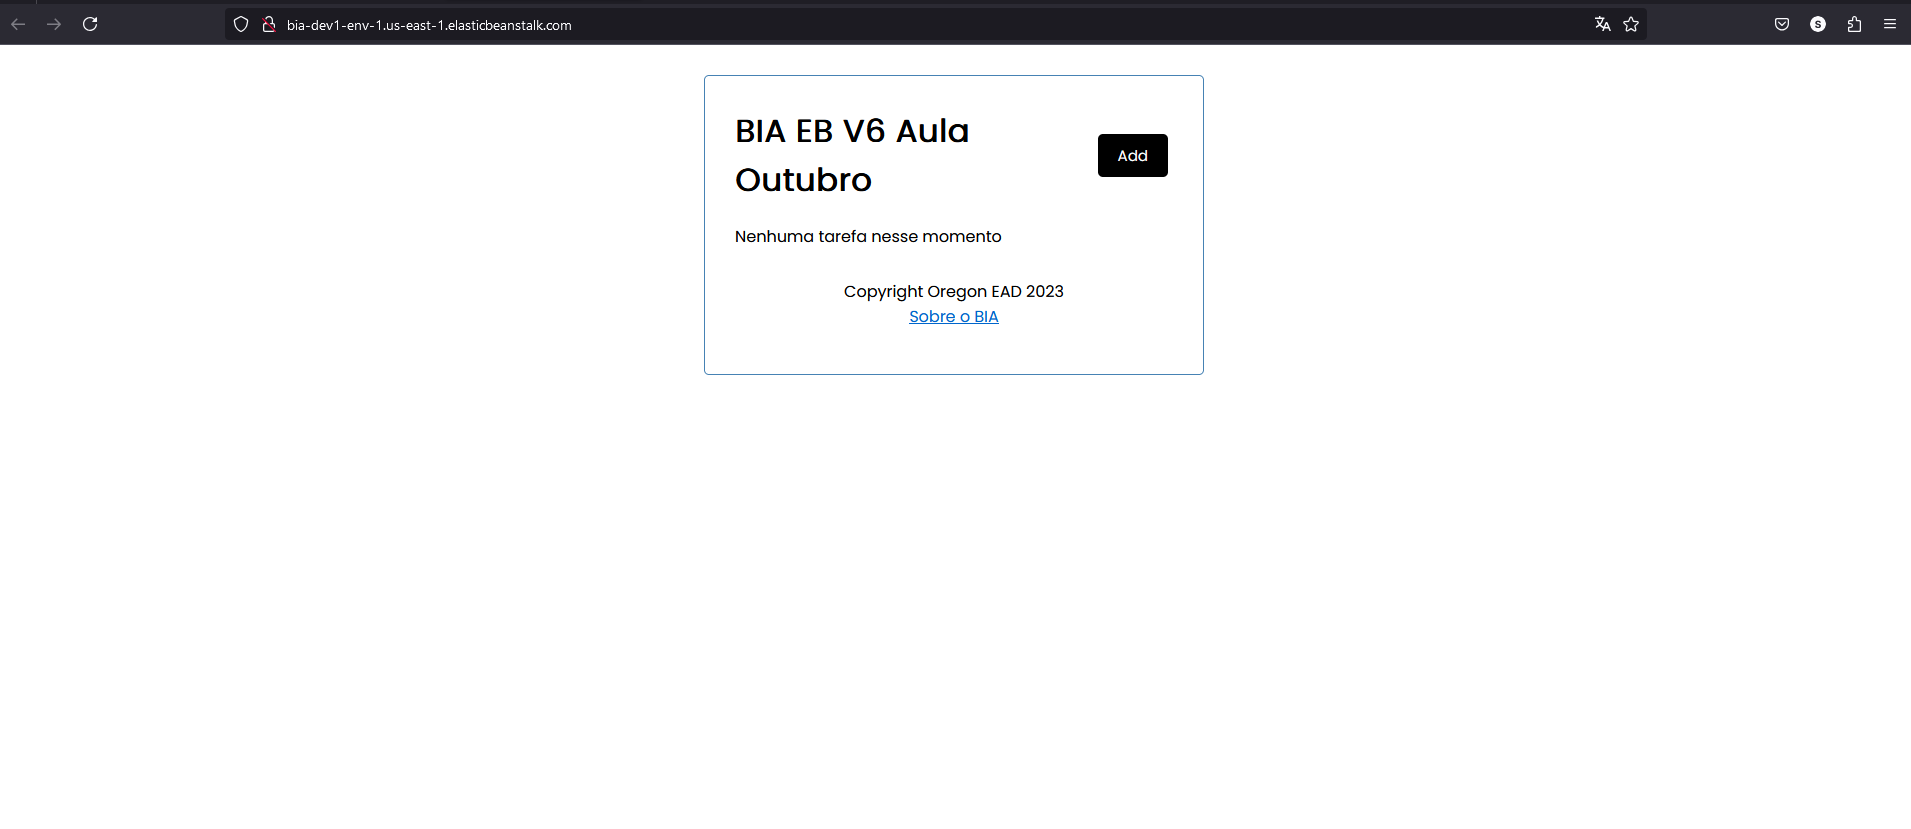 bia-dev1-env-1.us-east-1.elasticbeanstalk.com
S
BIA EB V6 Aula
Outubro
Add
Nenhuma tarefa nesse momento
Copyright Oregon EAD 2023
Sobre o BIA